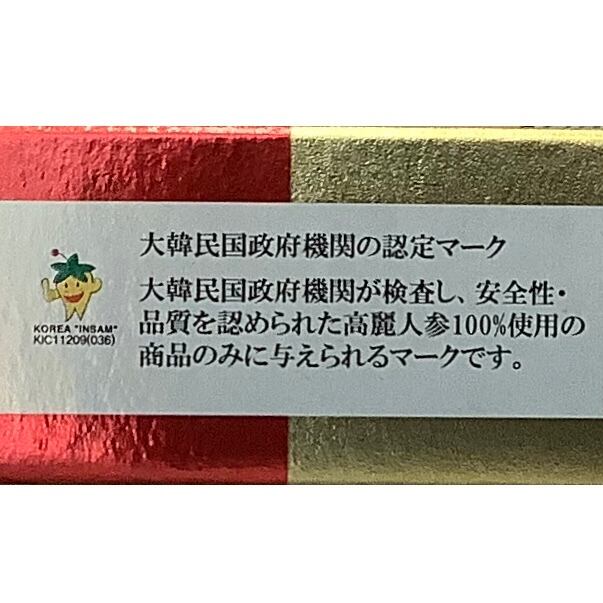 大韓民国政府機関の認定マーク
大韓民国政府機関が検査し、安全性・
品質を認められた高麗人参100%使用の
商品のみに与えられるマークです。
KOREA "INSAM"
KIC11209(036)